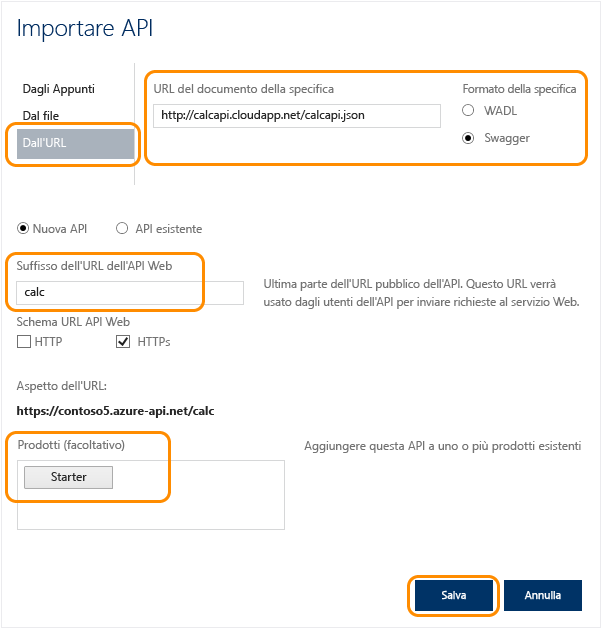 Importare API
Dagli Appunti
Dal file
Dall'URL
URL del documento della specifica
http://calcapi.cloudapp.net/calcapi.json
Formato della specifica
WADL
Swagger
Nuova API
API esistente
Suffisso dell'URL dell'API Web
calc
Ultima parte dell'URL pubblico dell'API. Questo URL verrà
usato dagli utenti dell'API per inviare richieste al servizio Web.
Schema URL API Web
HTTP
HTTPs
Aspetto dell'URL:
https://contoso5.azure-api.net/calc
Prodotti (facoltativo)
Aggiungere questa API a uno o più prodotti esistenti
Starter
Salva
Annulla